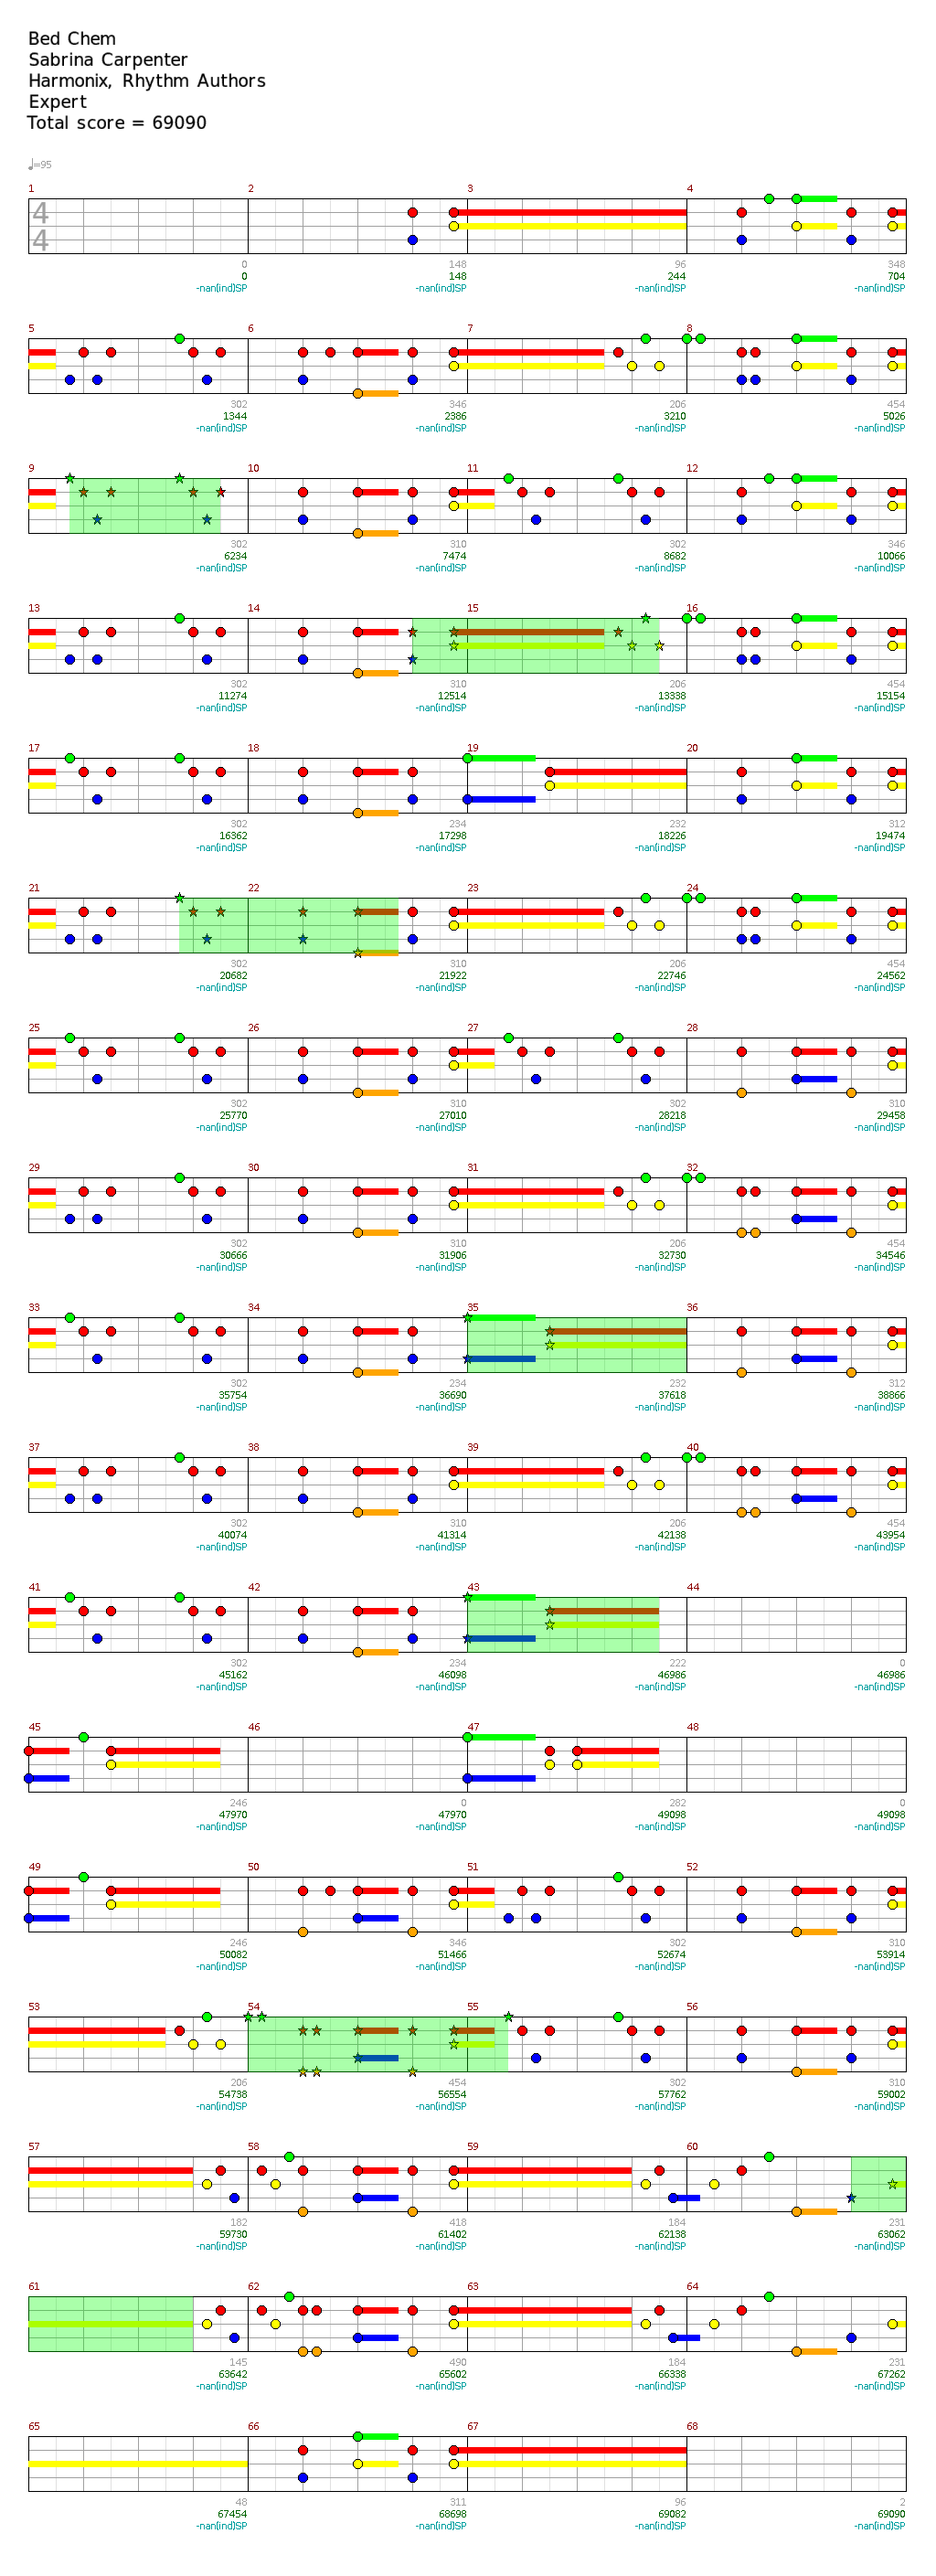 Bed Chem
Sabrina Carpenter
Harmonix, Rhythm Authors
Expert
Total score = 69090
♩=95
1 2 3 4
4
4
0 148 96 348
0 148 244 704
-nan(ind)SP -nan(ind)SP -nan(ind)SP -nan(ind)SP
5 6 7 8
302 346 206 454
1344 2386 3210 5026
-nan(ind)SP -nan(ind)SP -nan(ind)SP -nan(ind)SP
9 10 11 12
302 310 302 346
6234 7474 8682 10066
-nan(ind)SP -nan(ind)SP -nan(ind)SP -nan(ind)SP
13 14 15 16
302 310 206 454
11274 12514 13338 15154
-nan(ind)SP -nan(ind)SP -nan(ind)SP -nan(ind)SP
17 18 19 20
302 234 232 312
16362 17298 18226 19474
-nan(ind)SP -nan(ind)SP -nan(ind)SP -nan(ind)SP
21 22 23 24
302 310 206 454
20682 21922 22746 24562
-nan(ind)SP -nan(ind)SP -nan(ind)SP -nan(ind)SP
25 26 27 28
302 310 302 310
25770 27010 28218 29458
-nan(ind)SP -nan(ind)SP -nan(ind)SP -nan(ind)SP
29 30 31 32
302 310 206 454
30666 31906 32730 34546
-nan(ind)SP -nan(ind)SP -nan(ind)SP -nan(ind)SP
33 34 35 36
302 234 232 312
35754 36690 37618 38866
-nan(ind)SP -nan(ind)SP -nan(ind)SP -nan(ind)SP
37 38 39 40
302 310 206 454
40074 41314 42138 43954
-nan(ind)SP -nan(ind)SP -nan(ind)SP -nan(ind)SP
41 42 43 44
302 234 222 0
45162 46098 46986 46986
-nan(ind)SP -nan(ind)SP -nan(ind)SP -nan(ind)SP
45 46 47 48
246 0 282 0
47970 47970 49098 49098
-nan(ind)SP -nan(ind)SP -nan(ind)SP -nan(ind)SP
49 50 51 52
246 346 302 310
50082 51466 52674 53914
-nan(ind)SP -nan(ind)SP -nan(ind)SP -nan(ind)SP
53 54 55 56
206 454 302 310
54738 56554 57762 59002
-nan(ind)SP -nan(ind)SP -nan(ind)SP -nan(ind)SP
57 58 59 60
182 418 184 231
59730 61402 62138 63062
-nan(ind)SP -nan(ind)SP -nan(ind)SP -nan(ind)SP
61 62 63 64
145 490 184 231
63642 65602 66338 67262
-nan(ind)SP -nan(ind)SP -nan(ind)SP -nan(ind)SP
65 66 67 68
48 311 96 2
67454 68698 69082 69090
-nan(ind)SP -nan(ind)SP -nan(ind)SP -nan(ind)SP